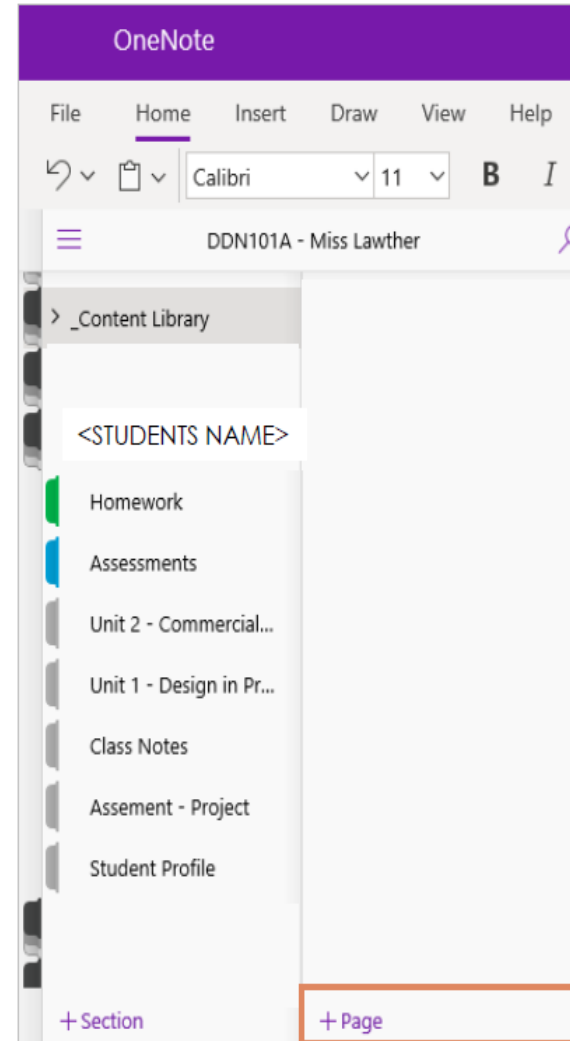 OneNote
File Home Insert Draw View Help
Calibri 11 B I
DDN101A - Miss Lawther
_Content Library
<STUDENTS NAME>
Homework
Assessments
Unit 2 - Commercial...
Unit 1 - Design in Pr...
Class Notes
Assement - Project
Student Profile
+ Section + Page